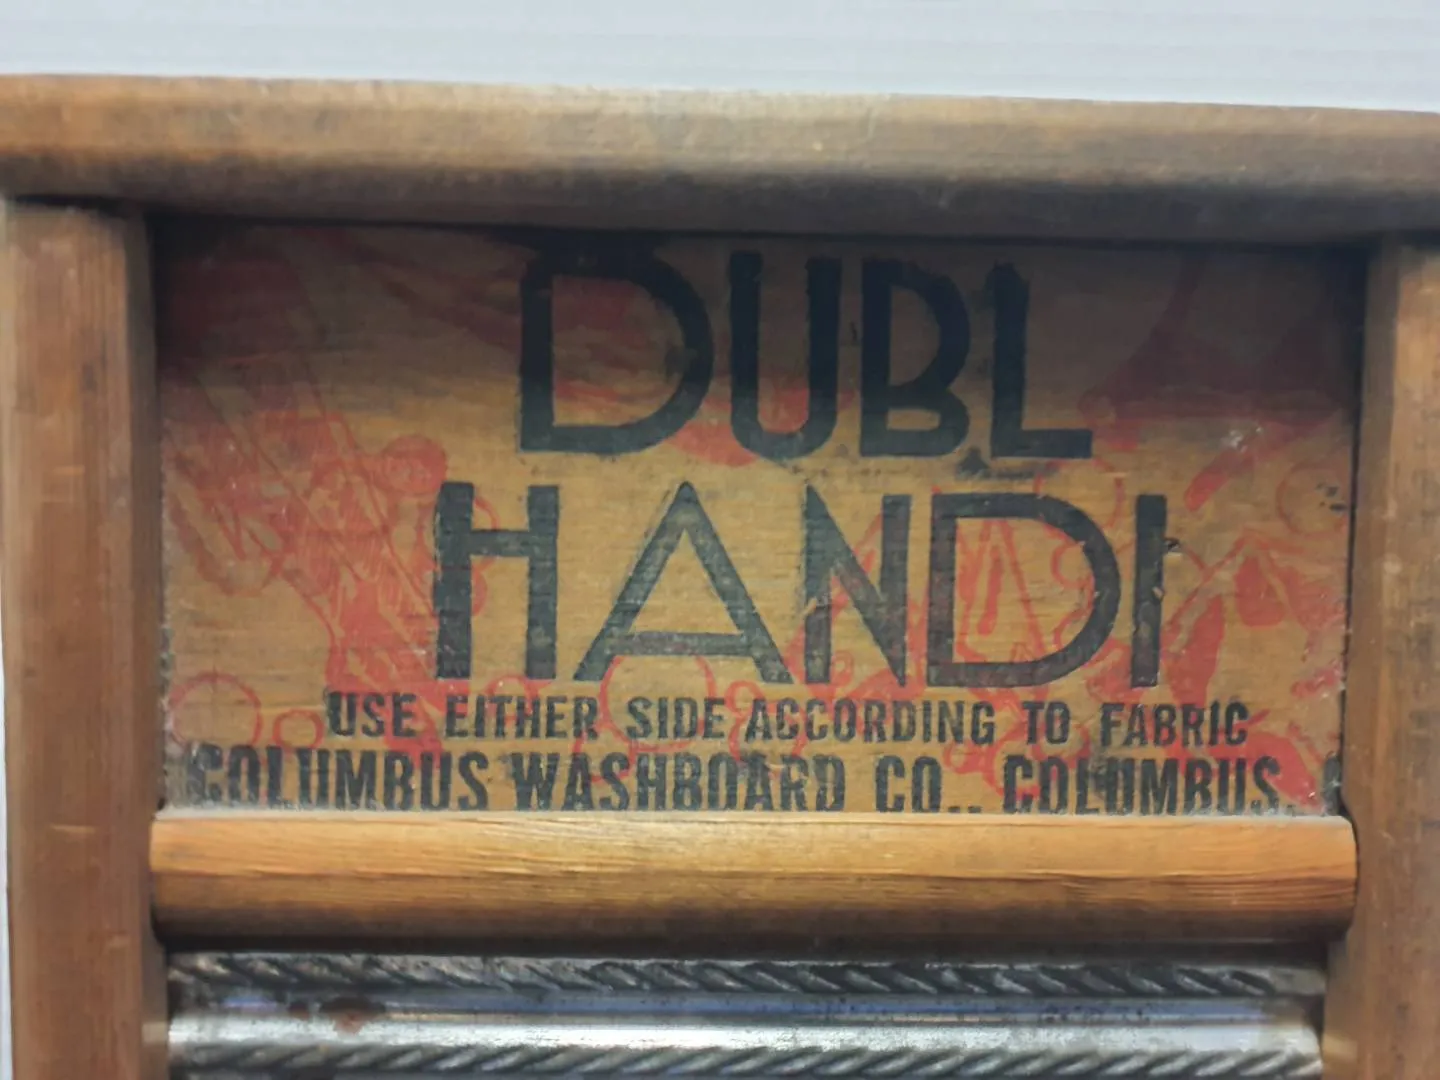 DUBL
HANDI
USE EITHER SIDE ACCORDING TO FABRIC
COLUMBUS WASHBOARD CO., COLUMBUS,